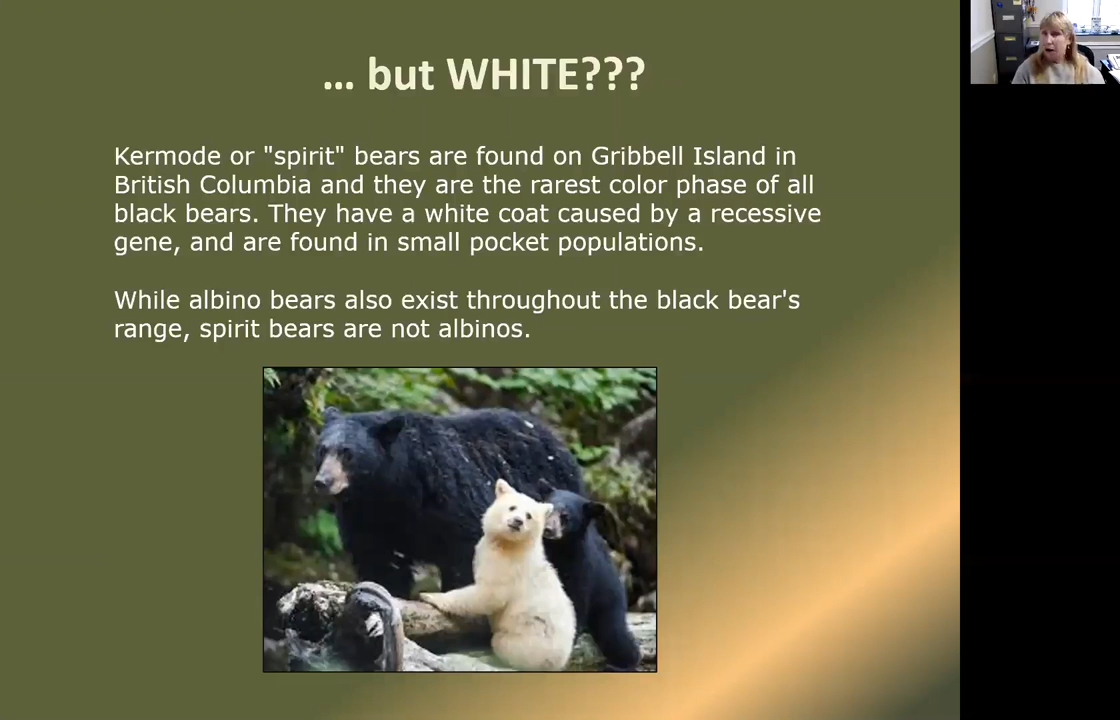 ... but WHITE???
Kermode or "spirit" bears are found on Gribbell Island in
British Columbia and they are the rarest color phase of all
black bears. They have a white coat caused by a recessive
gene, and are found in small pocket populations.
While albino bears also exist throughout the black bear's
range, spirit bears are not albinos.